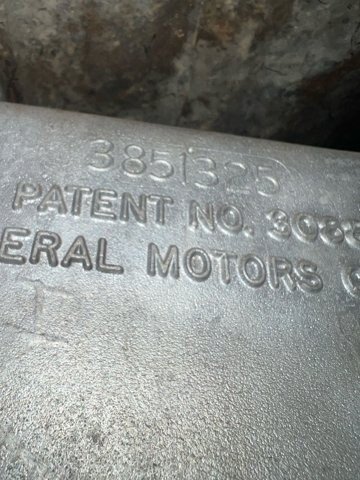 3851325
PATENT NO.
ERAL MOTORS